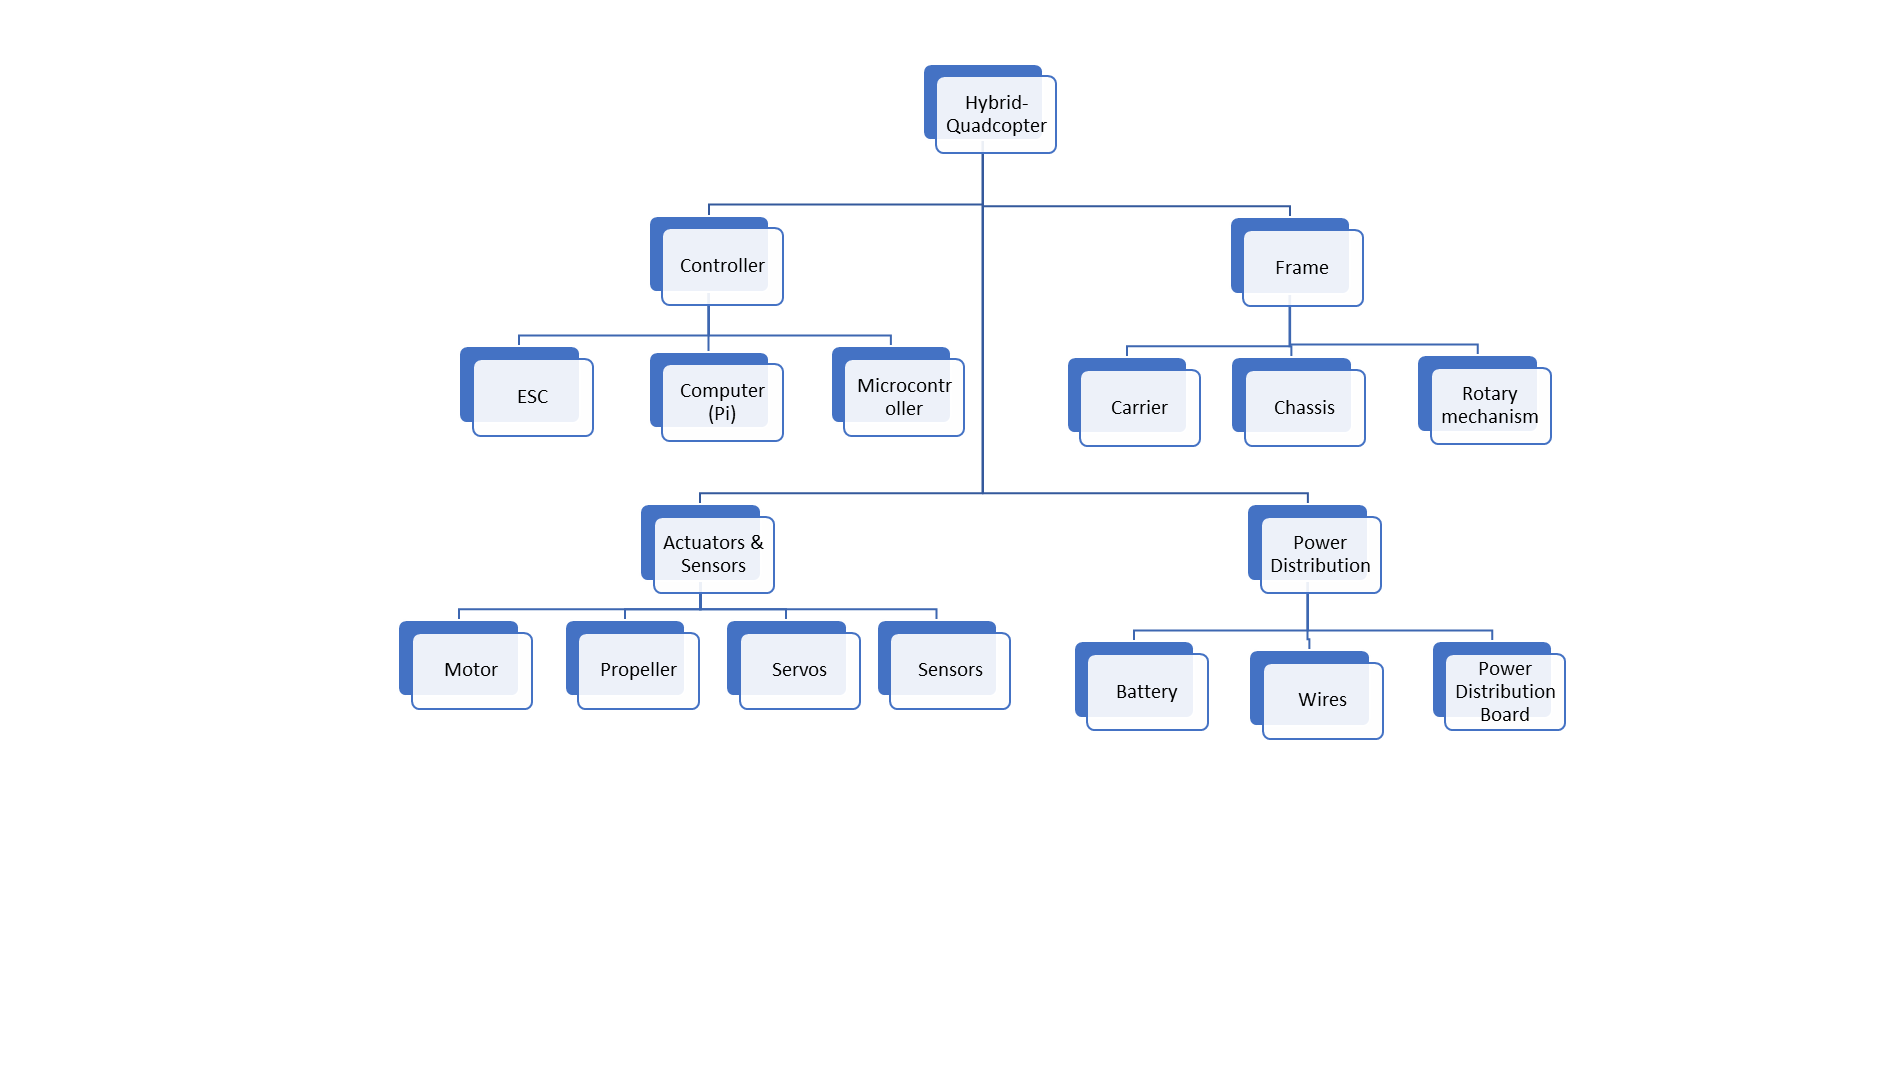 Hybrid-
Quadcopter
Controller
Frame
ESC
Computer
(Pi)
Microcontr
oller
Carrier
Chassis
Rotary
mechanism
Actuators &
Sensors
Power
Distribution
Motor
Propeller
Servos
Sensors
Battery
Wires
Power
Distribution
Board